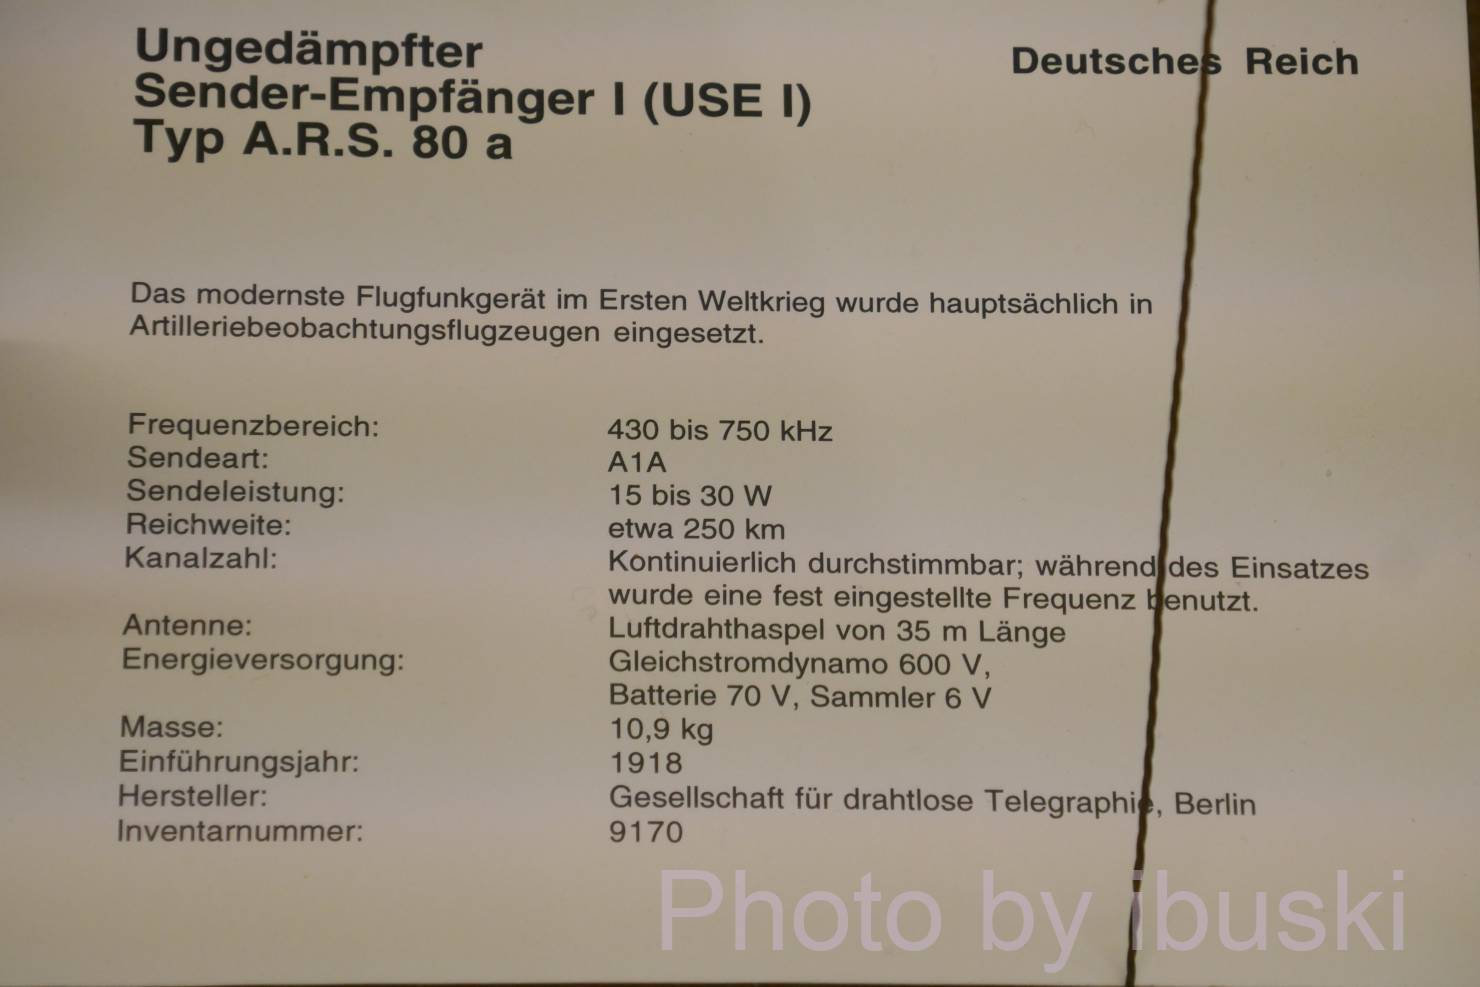 Ungedämpfter
Sender-Empfänger I (USE I)
Typ A.R.S. 80 a
Deutsches Reich
Das modernste Flugfunkgerät im Ersten Weltkrieg wurde hauptsächlich in
Artilleriebeobachtungsflugzeugen eingesetzt.
Frequenzbereich: 430 bis 750 kHz
Sendeart: A1A
Sendeleistung: 15 bis 30 W
Reichweite: etwa 250 km
Kanalzahl: Kontinuierlich durchstimmbar; während des Einsatzes
wurde eine fest eingestellte Frequenz benutzt.
Antenne: Luftdrahthaspel von 35 m Länge
Energieversorgung: Gleichstromdynamo 600 V,
Batterie 70 V, Sammler 6 V
Masse: 10,9 kg
Einführungsjahr: 1918
Hersteller: Gesellschaft für drahtlose Telegraphie, Berlin
Inventarnummer: 9170
Photo by ibuski